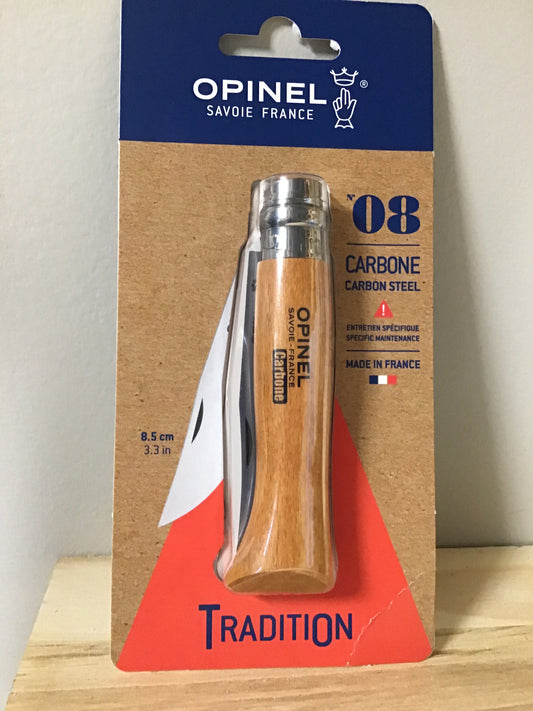 OPINEL ®
SAVOIE FRANCE
N° 08
CARBONE
CARBON STEEL
ENTRETIEN SPÉCIFIQUE
SPECIFIC MAINTENANCE
MADE IN FRANCE
OPINEL
SAVOIE-FRANCE
Carbone
8.5 cm
3.3 in
TRADITION